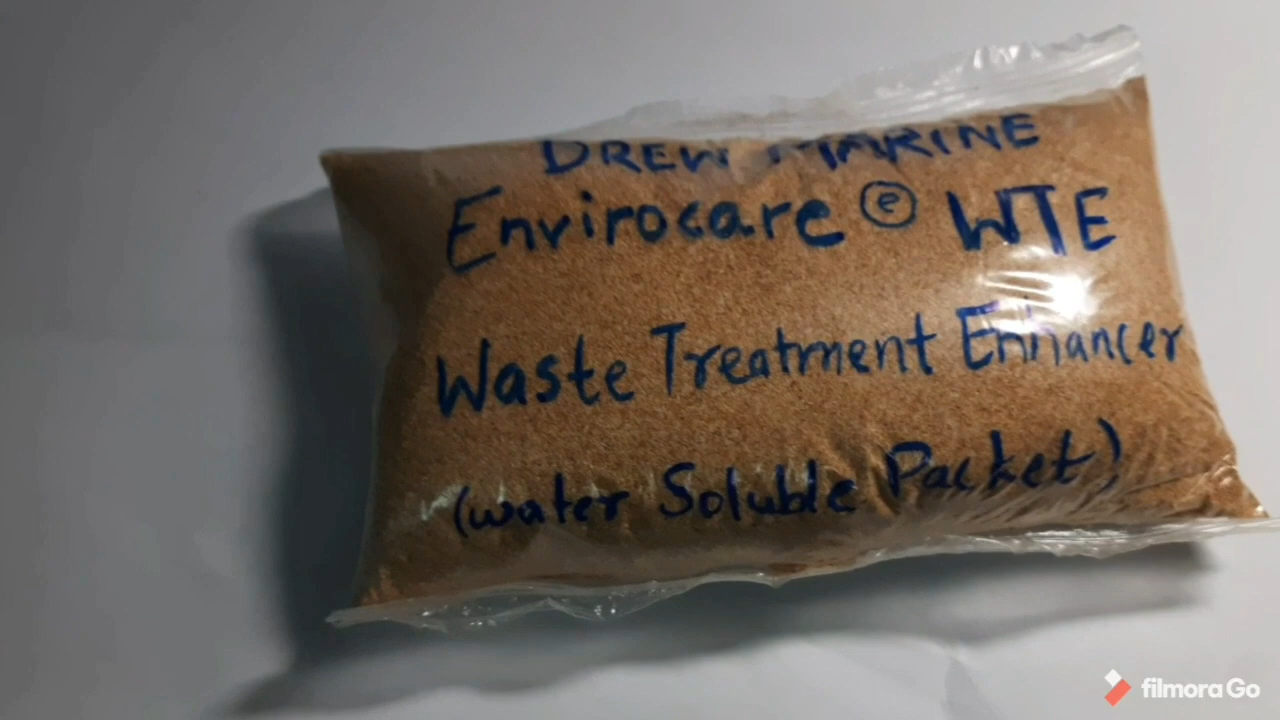 DREW MARINE
Envirocare ⓔ WTE
Waste Treatment Enhancer
(water Soluble Packet)
filmora Go